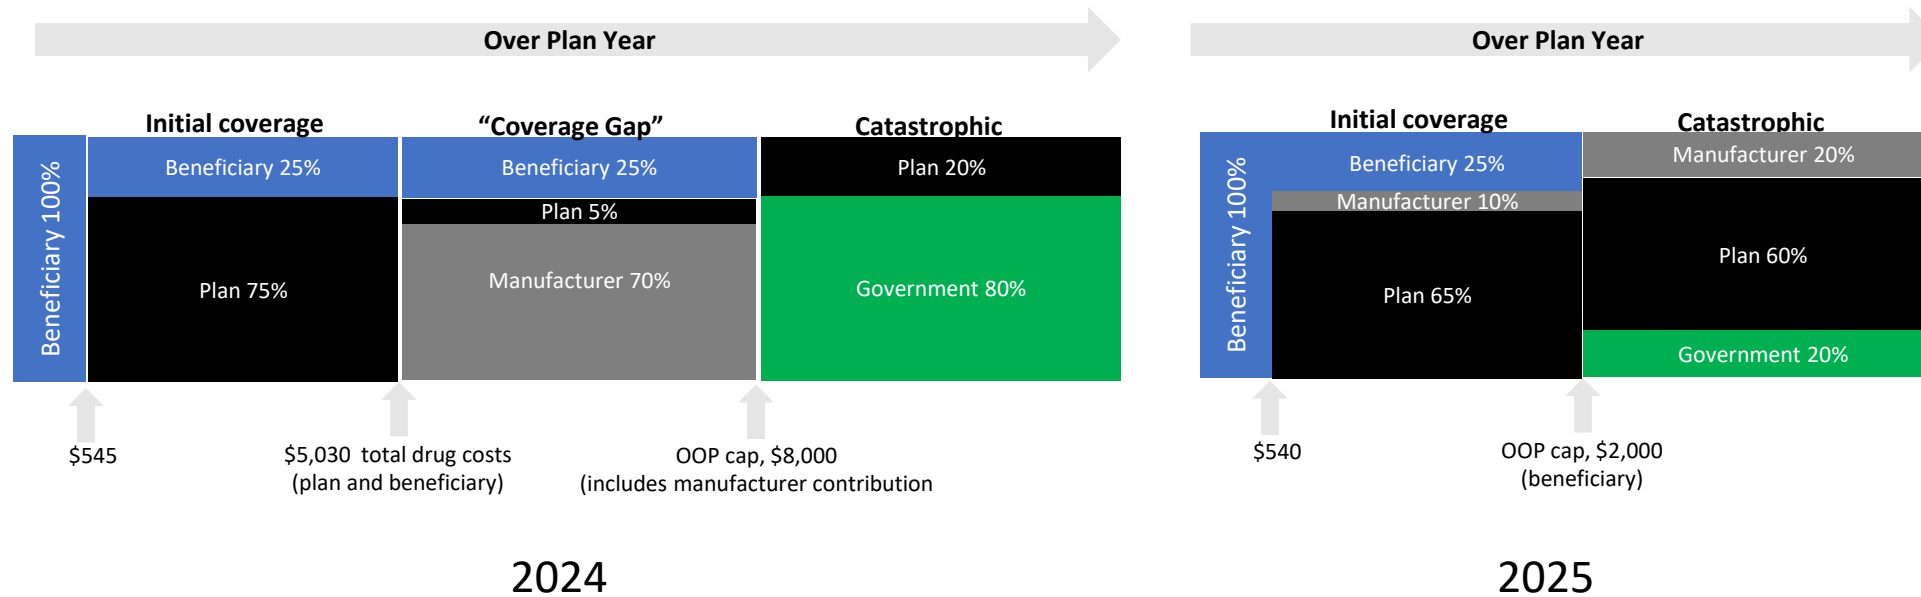 Over Plan Year
Initial coverage
“Coverage Gap”
Catastrophic
Beneficiary 100%
Beneficiary 25%
Plan 75%
Beneficiary 25%
Plan 5%
Manufacturer 70%
Plan 20%
Government 80%
$545
$5,030 total drug costs
(plan and beneficiary)
OOP cap, $8,000
(includes manufacturer contribution
2024
Over Plan Year
Initial coverage
Catastrophic
Beneficiary 100%
Beneficiary 25%
Manufacturer 10%
Plan 65%
Manufacturer 20%
Plan 60%
Government 20%
$540
OOP cap, $2,000
(beneficiary)
2025